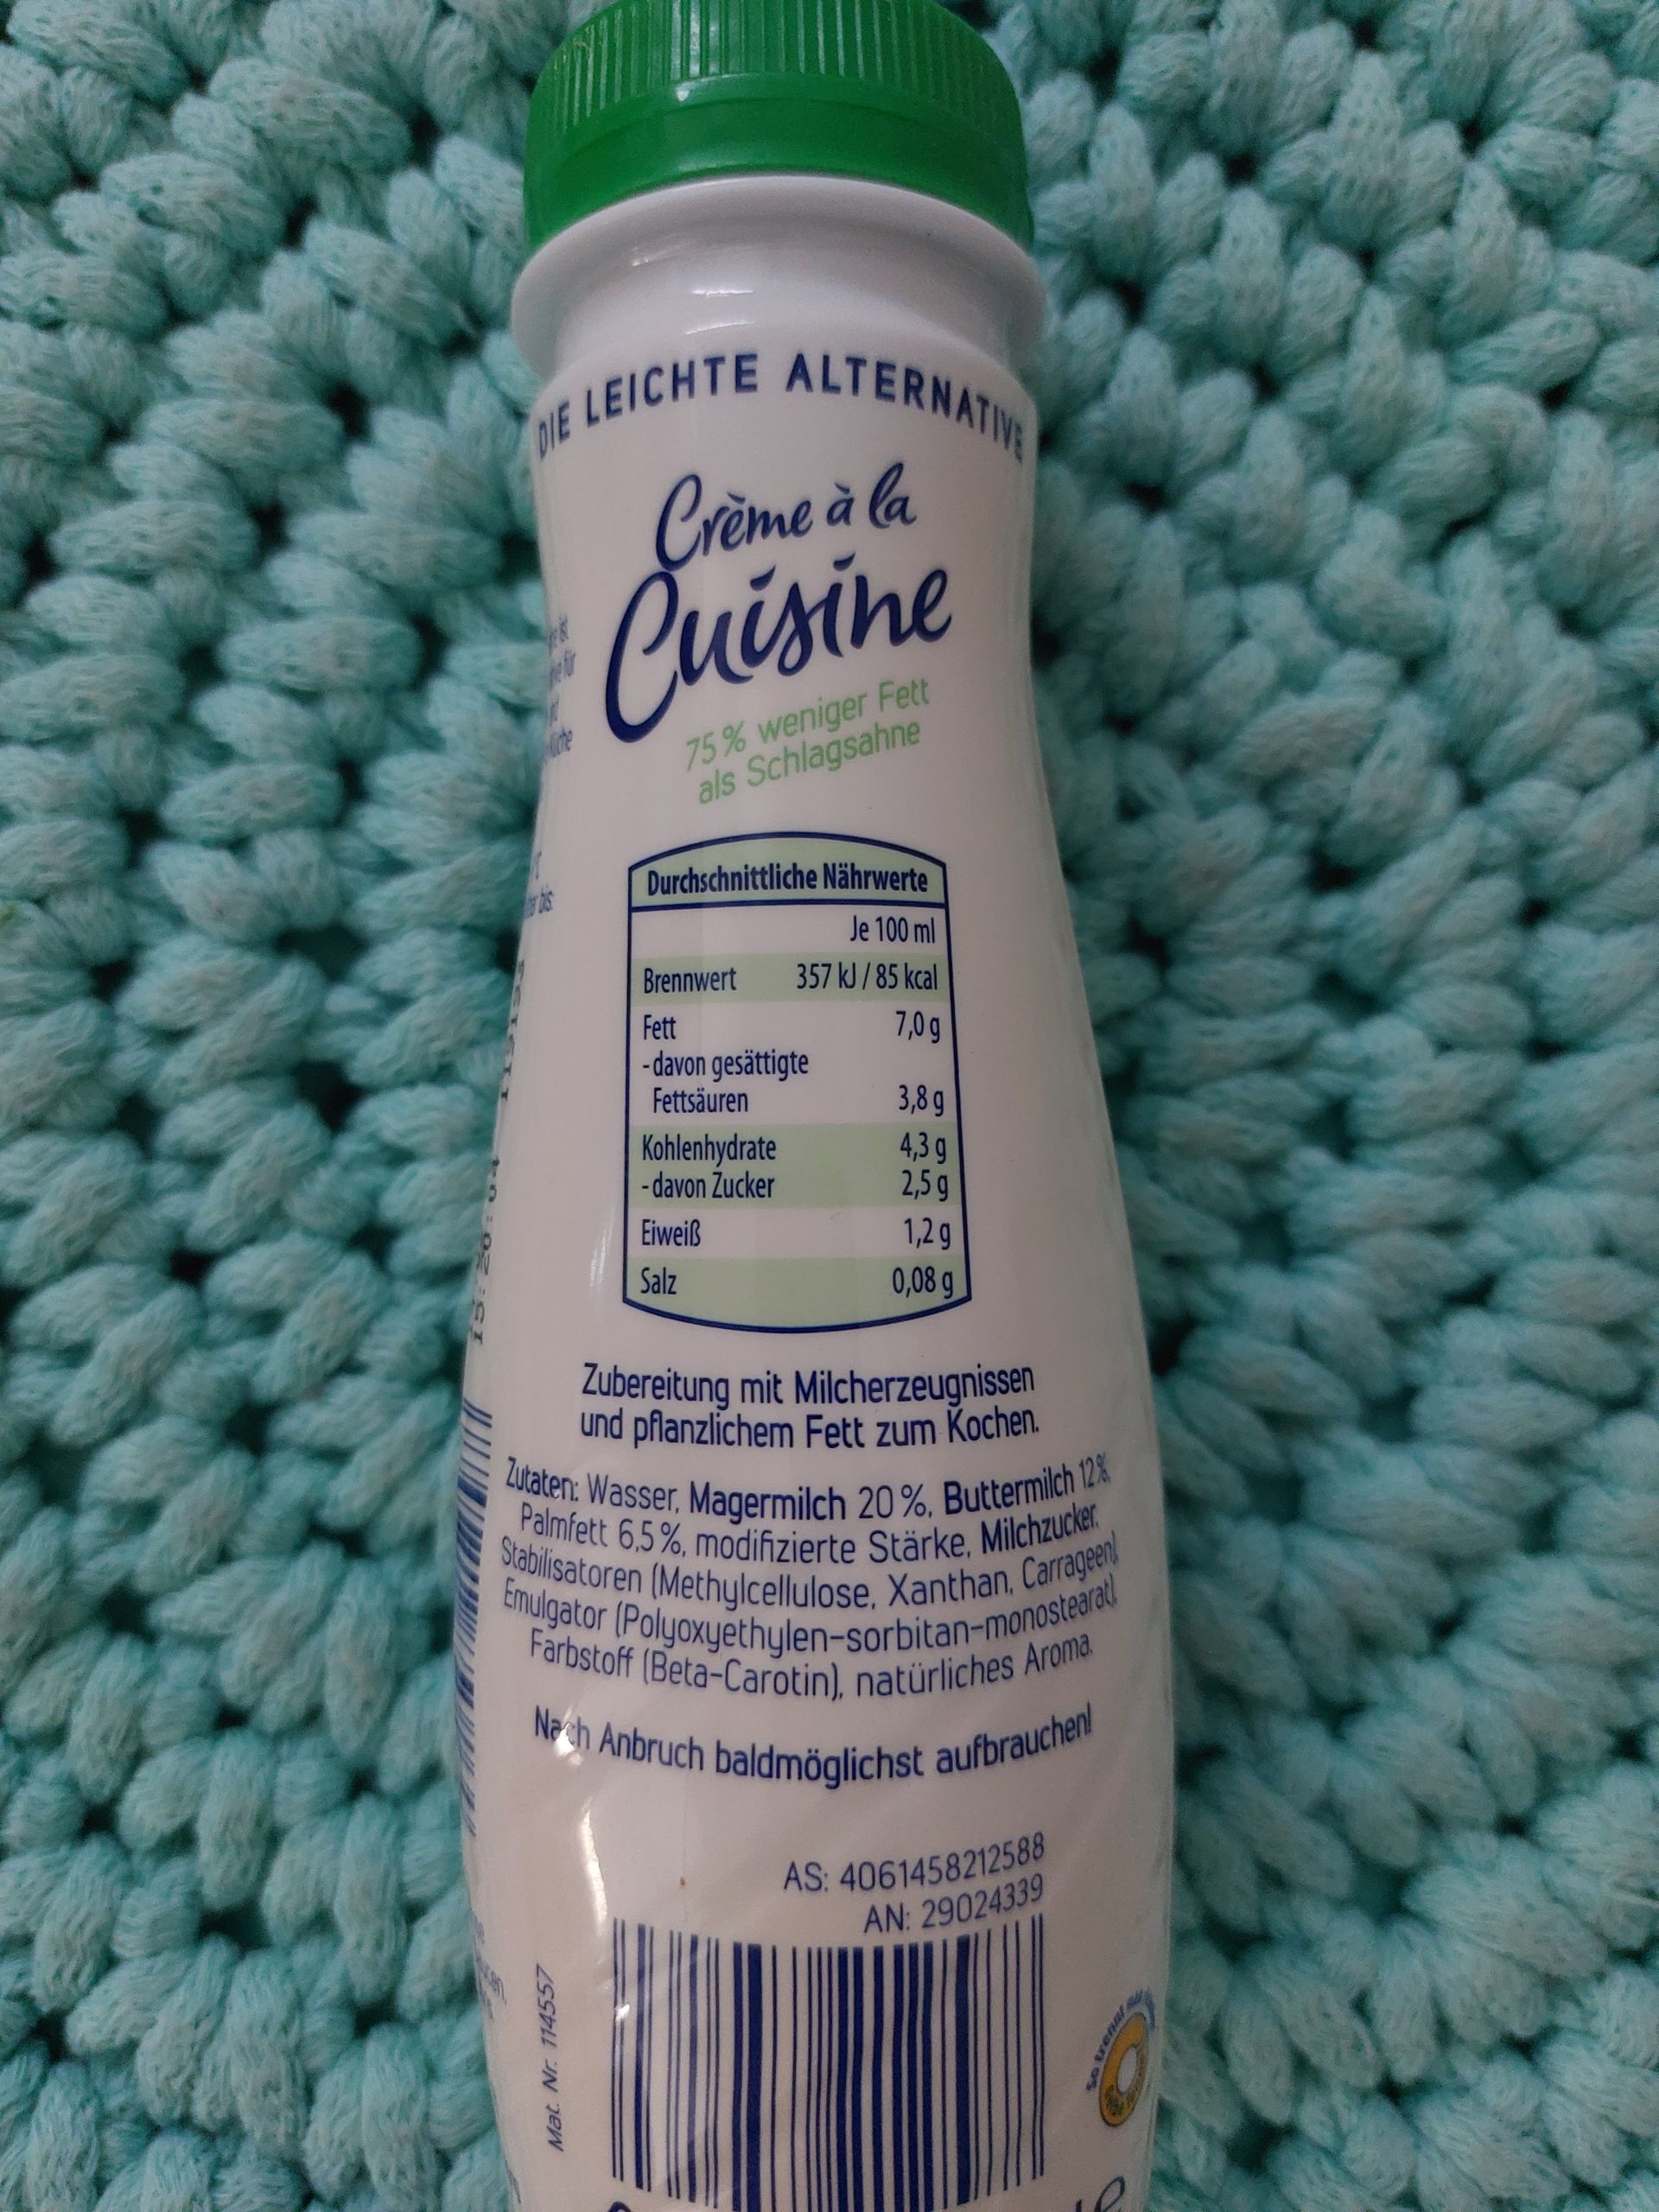 DIE LEICHTE ALTERNATIVE
Crème à la
Cuisine
75% weniger Fett
als Schlagsahne
Durchschnittliche Nährwerte
Je 100 ml
Brennwert 357 kJ / 85 kcal
Fett 7,0 g
- davon gesättigte
Fettsäuren 3,8 g
Kohlenhydrate 4,3 g
- davon Zucker 2,5 g
Eiweiß 1,2 g
Salz 0,08 g
Zubereitung mit Milcherzeugnissen
und pflanzlichem Fett zum Kochen.
Zutaten: Wasser, Magermilch 20%, Buttermilch 12%,
Palmfett 6,5%, modifizierte Stärke, Milchzucker,
Stabilisatoren (Methylcellulose, Xanthan, Carrageen),
Emulgator (Polyoxyethylen-sorbitan-monostearat),
Farbstoff (Beta-Carotin), natürliches Aroma.
Nach Anbruch baldmöglichst aufbrauchen!
AS: 4061458212588
AN: 29024339
Mat. Nr. 114557
So trennt man